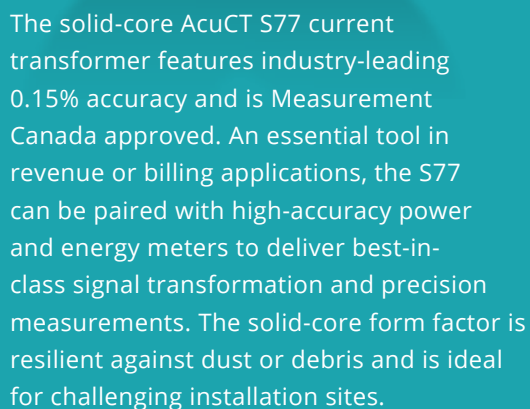 The solid-core AcuCT S77 current
transformer features industry-leading
0.15% accuracy and is Measurement
Canada approved. An essential tool in
revenue or billing applications, the S77
can be paired with high-accuracy power
and energy meters to deliver best-in-
class signal transformation and precision
measurements. The solid-core form factor is
resilient against dust or debris and is ideal
for challenging installation sites.